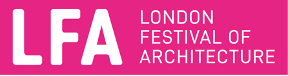 LFA
LONDON
FESTIVAL OF
ARCHITECTURE